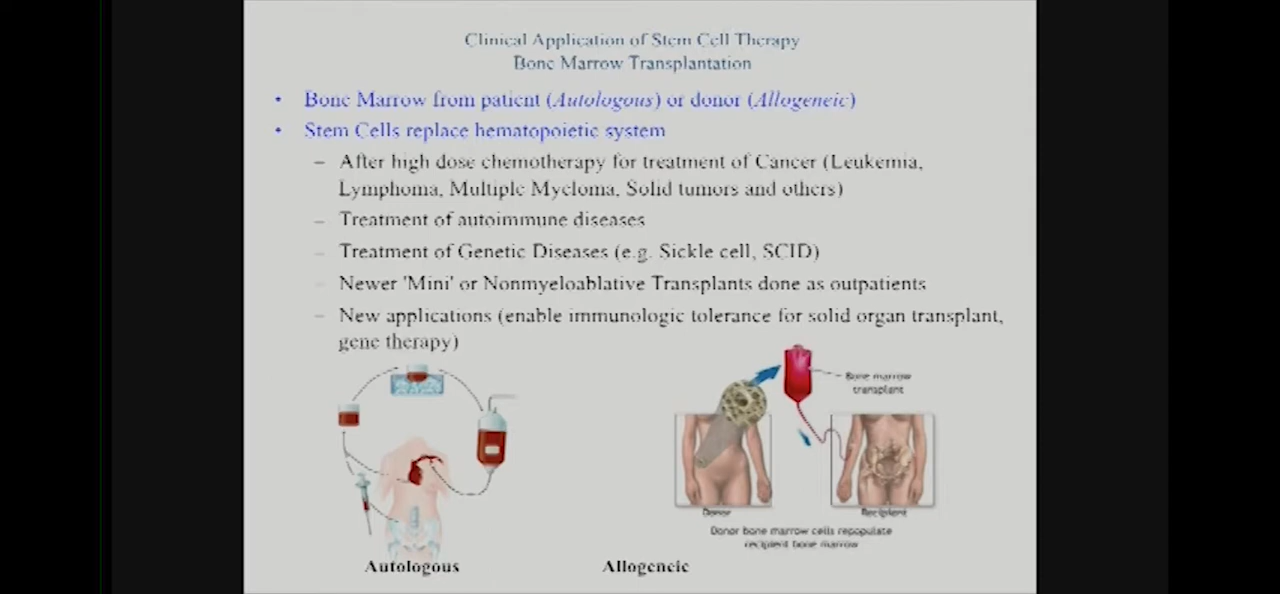 Clinical Application of Stem Cell Therapy
Bone Marrow Transplantation
• Bone Marrow from patient (Autologous) or donor (Allogeneic)
• Stem Cells replace hematopoietic system
– After high dose chemotherapy for treatment of Cancer (Leukemia,
Lymphoma, Multiple Myeloma, Solid tumors and others)
– Treatment of autoimmune diseases
– Treatment of Genetic Diseases (e.g. Sickle cell, SCID)
– Newer 'Mini' or Nonmyeloablative Transplants done as outpatients
– New applications (enable immunologic tolerance for solid organ transplant,
gene therapy)
Bone marrow
transplant
Donor
Recipient
Donor bone marrow cells repopulate
recipient bone marrow
Autologous
Allogeneic